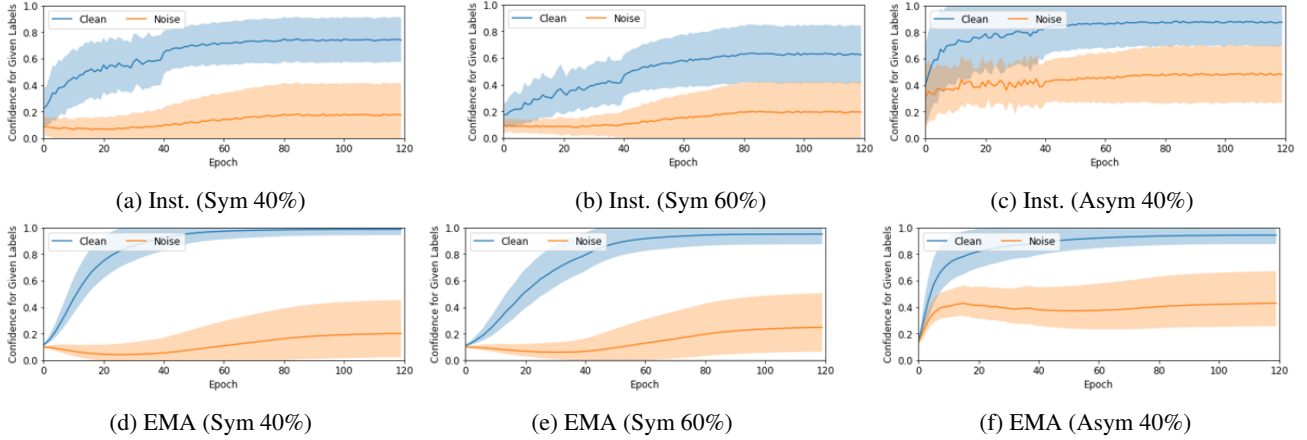 Confidence for Given Labels
1.0
0.8
0.6
0.4
0.2
0.0
Clean Noise
0 20 40 60 80 100 120
Epoch
(a) Inst. (Sym 40%)
Confidence for Given Labels
1.0
0.8
0.6
0.4
0.2
0.0
Clean Noise
0 20 40 60 80 100 120
Epoch
(b) Inst. (Sym 60%)
Confidence for Given Labels
1.0
0.8
0.6
0.4
0.2
0.0
Clean Noise
0 20 40 60 80 100 120
Epoch
(c) Inst. (Asym 40%)
Confidence for Given Labels
1.0
0.8
0.6
0.4
0.2
0.0
Clean Noise
0 20 40 60 80 100 120
Epoch
(d) EMA (Sym 40%)
Confidence for Given Labels
1.0
0.8
0.6
0.4
0.2
0.0
Clean Noise
0 20 40 60 80 100 120
Epoch
(e) EMA (Sym 60%)
Confidence for Given Labels
1.0
0.8
0.6
0.4
0.2
0.0
Clean Noise
0 20 40 60 80 100 120
Epoch
(f) EMA (Asym 40%)